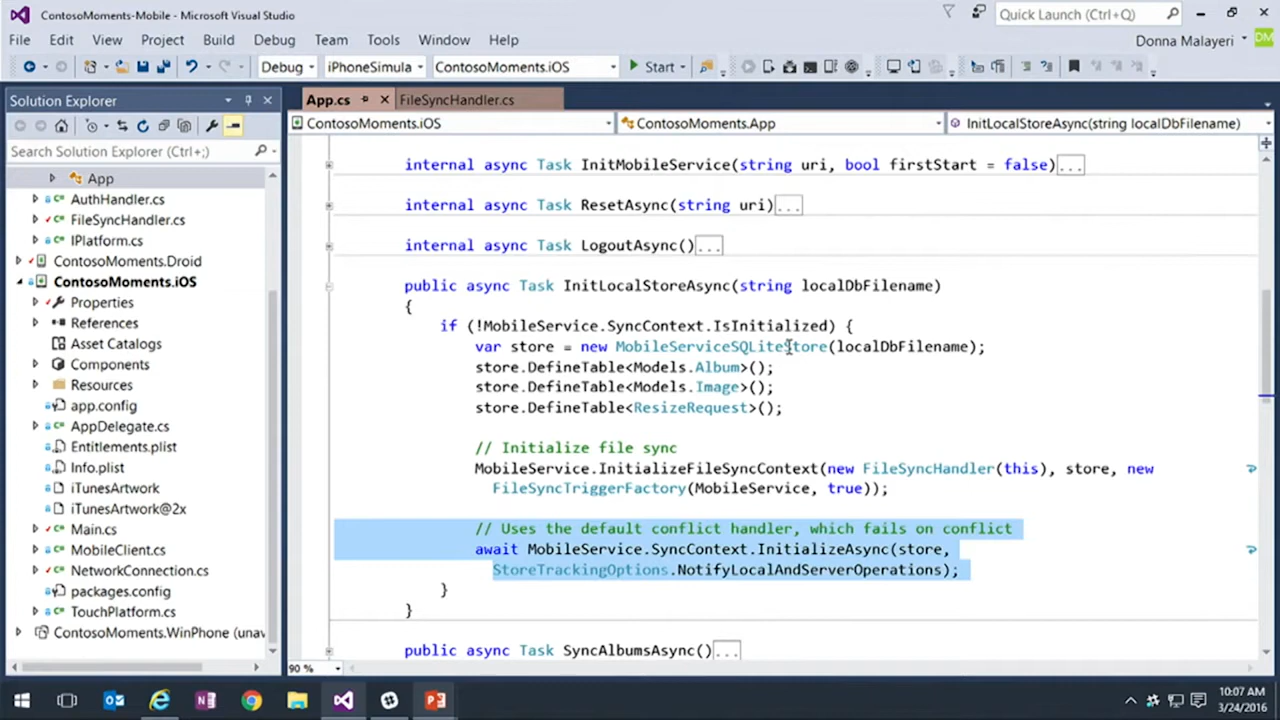 ContosoMoments-Mobile - Microsoft Visual Studio
Quick Launch (Ctrl+;)
File Edit View Project Build Debug Team Tools Window Help
Donna Malayeri
DM
Debug iPhoneSimula ContosoMoments.iOS Start
Solution Explorer
App.cs FileSyncHandler.cs
ContosoMoments.iOS ContosoMoments.App InitLocalStoreAsync(string localDbFilename)
Search Solution Explorer (Ctrl+;)
App
AuthHandler.cs
FileSyncHandler.cs
IPlatform.cs
ContosoMoments.Droid
ContosoMoments.iOS
Properties
References
Asset Catalogs
Components
Resources
app.config
AppDelegate.cs
Entitlements.plist
Info.plist
iTunesArtwork
iTunesArtwork@2x
Main.cs
MobileClient.cs
NetworkConnection.cs
packages.config
TouchPlatform.cs
ContosoMoments.WinPhone (unav
internal async Task InitMobileService(string uri, bool firstStart = false)...
internal async Task ResetAsync(string uri)...
internal async Task LogoutAsync()...
public async Task InitLocalStoreAsync(string localDbFilename)
{
if (!MobileService.SyncContext.IsInitialized) {
var store = new MobileServiceSQLiteStore(localDbFilename);
store.DefineTable<Models.Album>();
store.DefineTable<Models.Image>();
store.DefineTable<ResizeRequest>();
// Initialize file sync
MobileService.InitializeFileSyncContext(new FileSyncHandler(this), store, new
FileSyncTriggerFactory(MobileService, true));
// Uses the default conflict handler, which fails on conflict
await MobileService.SyncContext.InitializeAsync(store,
StoreTrackingOptions.NotifyLocalAndServerOperations);
}
}
public async Task SyncAlbumsAsync()...
90 %
10:07 AM
3/24/2016